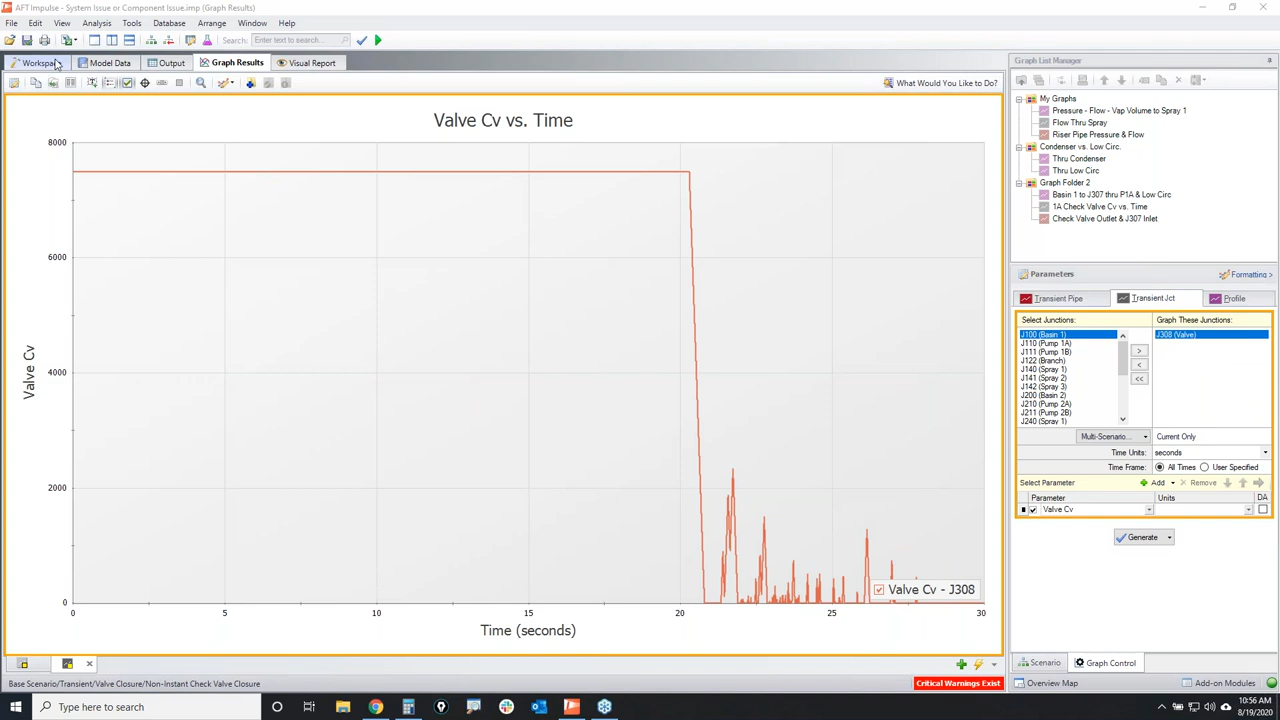 AFT Impulse - System Issue or Component Issue.imp (Graph Results)
File Edit View Analysis Tools Database Arrange Window Help
Search: Enter text to search...
Workspace Model Data Output Graph Results Visual Report
What Would You Like to Do?
Valve Cv vs. Time
8000
6000
4000
2000
0
Valve Cv
0 5 10 15 20 25 30
Time (seconds)
Valve Cv - J308
Graph List Manager
My Graphs
Pressure - Flow - Vap Volume to Spray 1
Flow Thru Spray
Riser Pipe Pressure & Flow
Condenser vs. Low Circ.
Thru Condenser
Thru Low Circ
Graph Folder 2
Basin 1 to J307 thru P1A & Low Circ
1A Check Valve Cv vs. Time
Check Valve Outlet & J307 Inlet
Parameters Formatting >
Transient Pipe Transient Jct Profile
Select Junctions: Graph These Junctions:
J100 (Basin 1) J308 (Valve)
J110 (Pump 1A)
J111 (Pump 1B)
J122 (Branch)
J140 (Spray 1)
J141 (Spray 2)
J142 (Spray 3)
J200 (Basin 2)
J210 (Pump 2A)
J211 (Pump 2B)
J240 (Spray 1)
> < <<
Multi-Scenario... Current Only
Time Units: seconds
Time Frame: All Times User Specified
Select Parameter Add Remove
Parameter Units DA
Valve Cv
Generate
Scenario Graph Control
Base Scenario/Transient/Valve Closure/Non-Instant Check Valve Closure
Critical Warnings Exist
Overview Map Add-on Modules
Type here to search
10:56 AM
8/19/2020